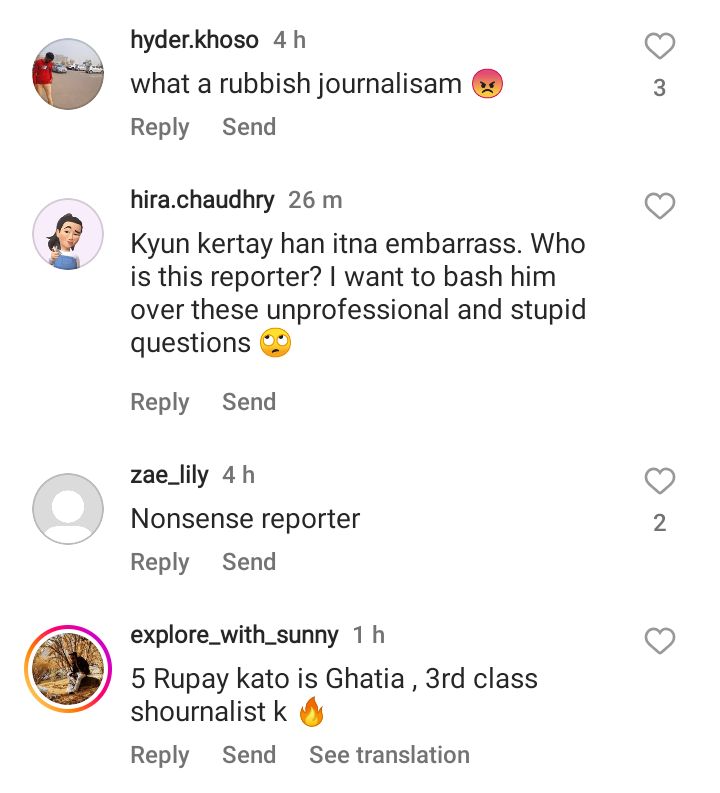 hyder.khoso 4 h
what a rubbish journalisam 😡
3
Reply Send
hira.chaudhry 26 m
Kyun kertay han itna embarrass. Who
is this reporter? I want to bash him
over these unprofessional and stupid
questions 🙄
Reply Send
zae_lily 4 h
Nonsense reporter
2
Reply Send
explore_with_sunny 1 h
5 Rupay kato is Ghatia , 3rd class
shournalist k 🔥
Reply Send See translation